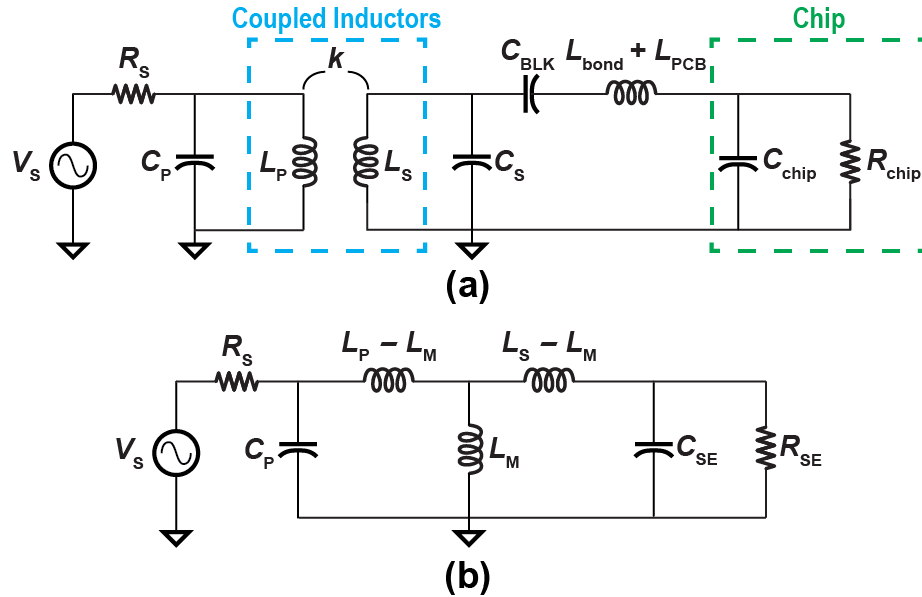 Coupled Inductors
Chip
k
C_BLK
L_bond + L_PCB
R_S
V_S
C_P
L_P
L_S
C_S
C_chip
R_chip
(a)
L_P – L_M
L_S – L_M
R_S
V_S
C_P
L_M
C_SE
R_SE
(b)